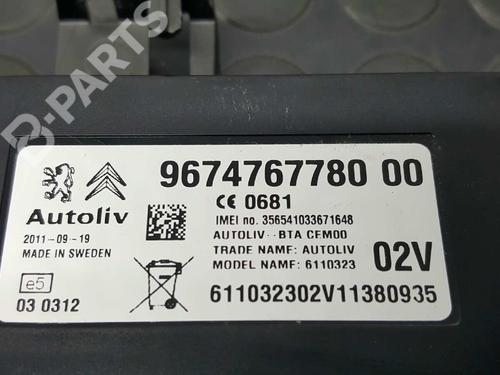 B-PARTS
9674767780 00
CE 0681
Autoliv
IMEI no. 356541033671648
2011-09-19
AUTOLIV - BTA CEM00
MADE IN SWEDEN
TRADE NAME: AUTOLIV
02V
MODEL NAME: 6110323
e5
03 0312
611032302V11380935